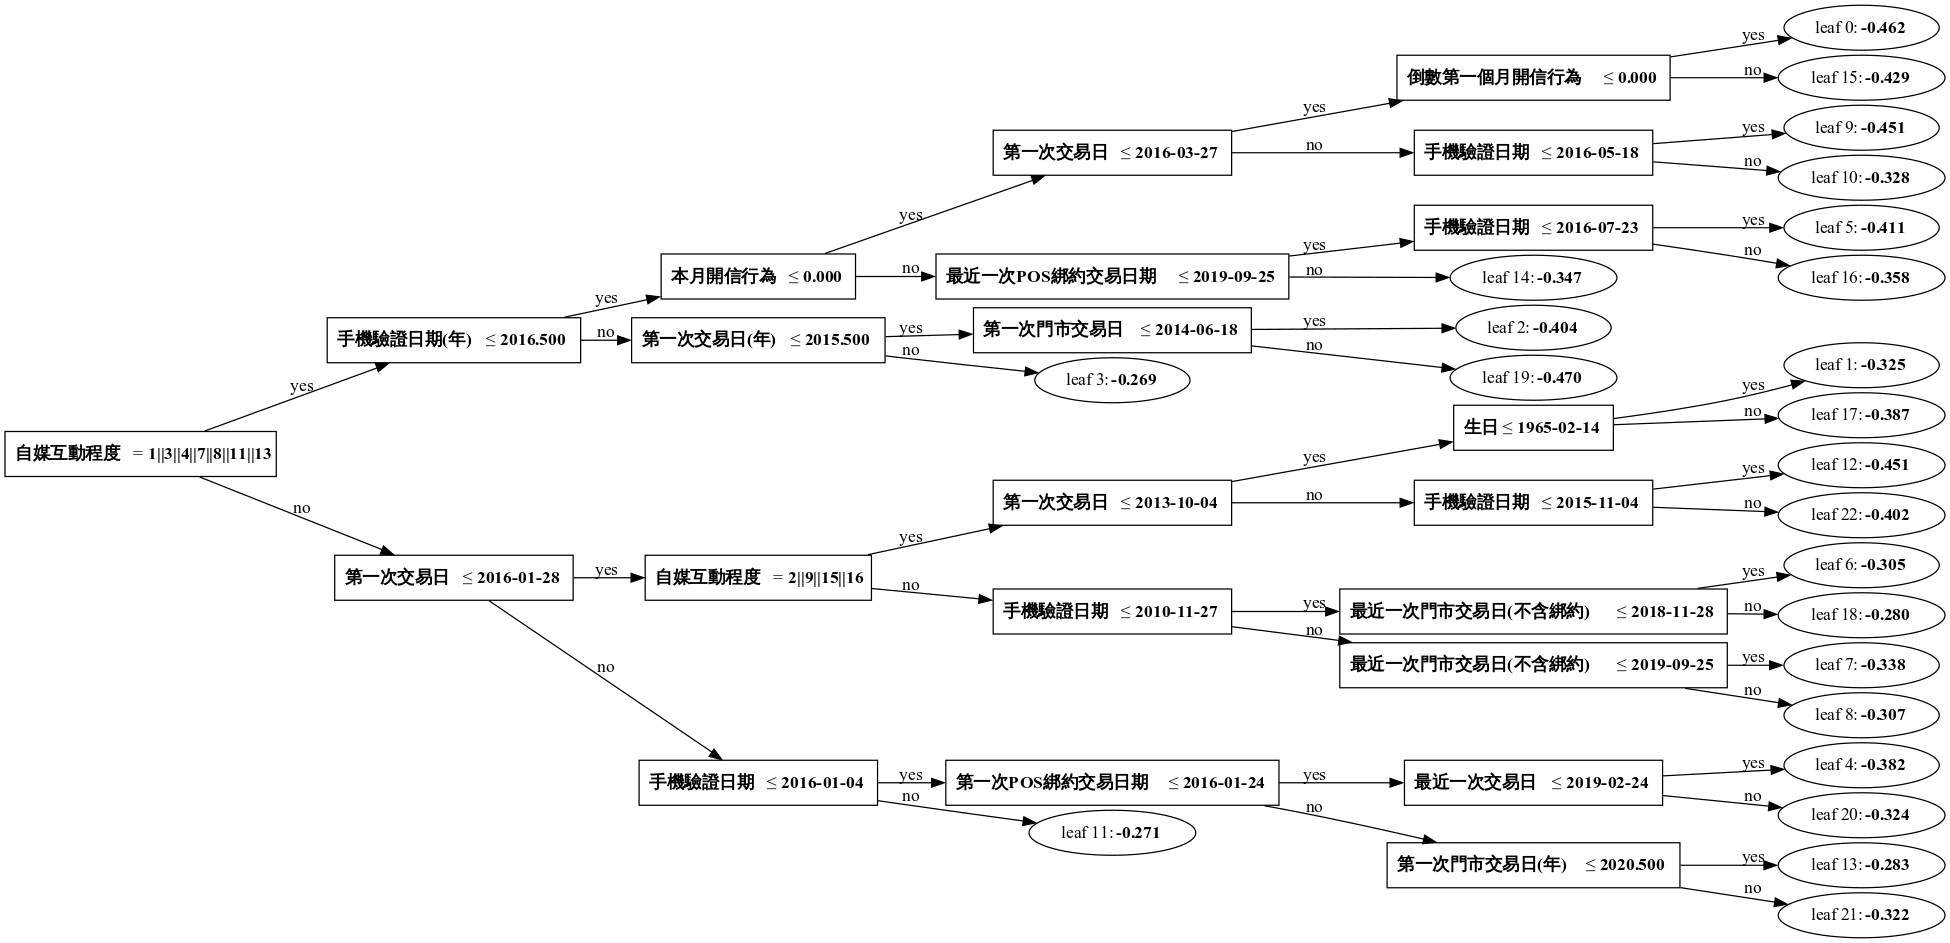 自媒互動程度 = 1||3||4||7||8||11||13
yes
no
手機驗證日期(年) ≤ 2016.500
yes
no
第一次交易日 ≤ 2016-01-28
yes
no
本月開信行為 ≤ 0.000
yes
no
第一次交易日(年) ≤ 2015.500
yes
no
自媒互動程度 = 2||9||15||16
yes
no
手機驗證日期 ≤ 2016-01-04
yes
no
第一次交易日 ≤ 2016-03-27
yes
no
最近一次POS綁約交易日期 ≤ 2019-09-25
yes
no
第一次門市交易日 ≤ 2014-06-18
yes
no
leaf 3: -0.269
第一次交易日 ≤ 2013-10-04
yes
no
手機驗證日期 ≤ 2010-11-27
yes
no
第一次POS綁約交易日期 ≤ 2016-01-24
yes
no
leaf 11: -0.271
倒數第一個月開信行為 ≤ 0.000
yes
no
手機驗證日期 ≤ 2016-05-18
yes
no
手機驗證日期 ≤ 2016-07-23
yes
no
leaf 14: -0.347
leaf 2: -0.404
leaf 19: -0.470
生日 ≤ 1965-02-14
yes
no
手機驗證日期 ≤ 2015-11-04
yes
no
最近一次門市交易日(不含綁約) ≤ 2018-11-28
yes
no
最近一次門市交易日(不含綁約) ≤ 2019-09-25
yes
no
最近一次交易日 ≤ 2019-02-24
yes
no
第一次門市交易日(年) ≤ 2020.500
yes
no
leaf 0: -0.462
leaf 15: -0.429
leaf 9: -0.451
leaf 10: -0.328
leaf 5: -0.411
leaf 16: -0.358
leaf 1: -0.325
leaf 17: -0.387
leaf 12: -0.451
leaf 22: -0.402
leaf 6: -0.305
leaf 18: -0.280
leaf 7: -0.338
leaf 8: -0.307
leaf 4: -0.382
leaf 20: -0.324
leaf 13: -0.283
leaf 21: -0.322